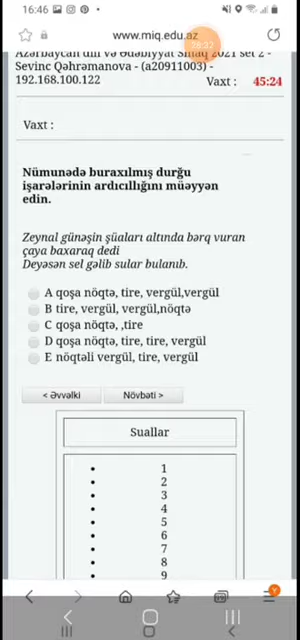 16:46
www.miq.edu.az
Azərbaycan dili və Ədəbiyyat Sınaq 2021 set 2 -
Sevinc Qəhrəmanova - (a20911003) -
192.168.100.122
Vaxt : 45:24
Vaxt :
Nümunədə buraxılmış durğu
işarələrinin ardıcıllığını müəyyən
edin.
Zeynal günəşin şüaları altında bərq vuran
çaya baxaraq dedi
Deyəsən sel gəlib sular bulanıb.
A qoşa nöqtə, tire, vergül,vergül
B tire, vergül, vergül,nöqtə
C qoşa nöqtə, ,tire
D qoşa nöqtə, tire, tire, vergül
E nöqtəli vergül, tire, vergül
< Əvvəlki Növbəti >
Suallar
• 1
• 2
• 3
• 4
• 5
• 6
• 7
• 8
• 9